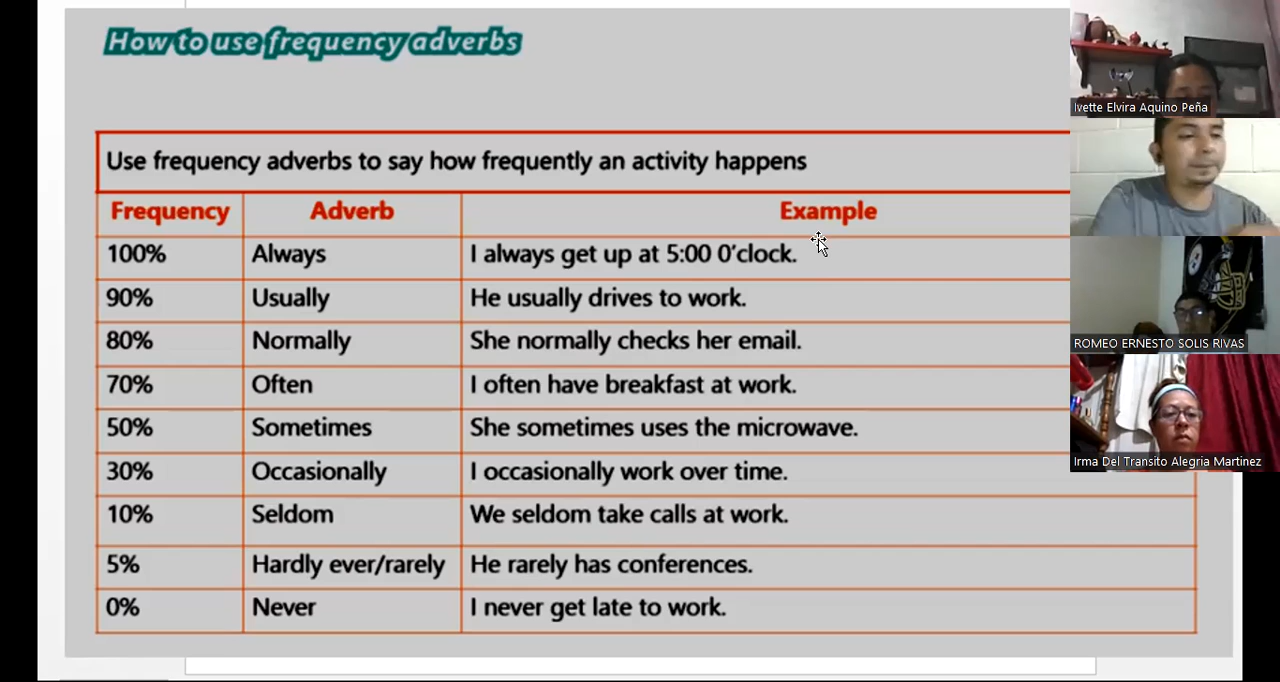 How to use frequency adverbs
Use frequency adverbs to say how frequently an activity happens
Frequency Adverb Example
100% Always I always get up at 5:00 0'clock.
90% Usually He usually drives to work.
80% Normally She normally checks her email.
70% Often I often have breakfast at work.
50% Sometimes She sometimes uses the microwave.
30% Occasionally I occasionally work over time.
10% Seldom We seldom take calls at work.
5% Hardly ever/rarely He rarely has conferences.
0% Never I never get late to work.
Ivette Elvira Aquino Peña
ROMEO ERNESTO SOLIS RIVAS
Irma Del Transito Alegria Martinez